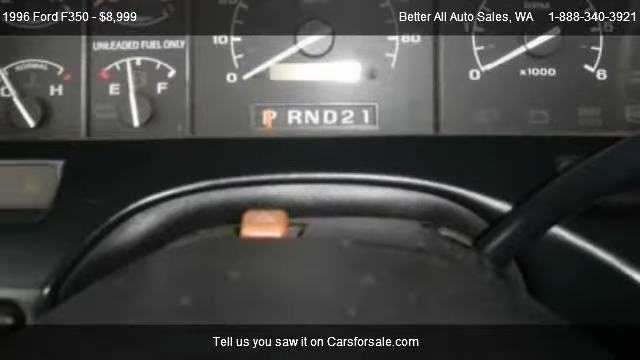 1996 Ford F350 - $8,999
Better All Auto Sales, WA 1-888-340-3921
NORMAL
H
UNLEADED FUEL ONLY
E F
10 80
0
0 x1000 6
P RND21
Tell us you saw it on Carsforsale.com